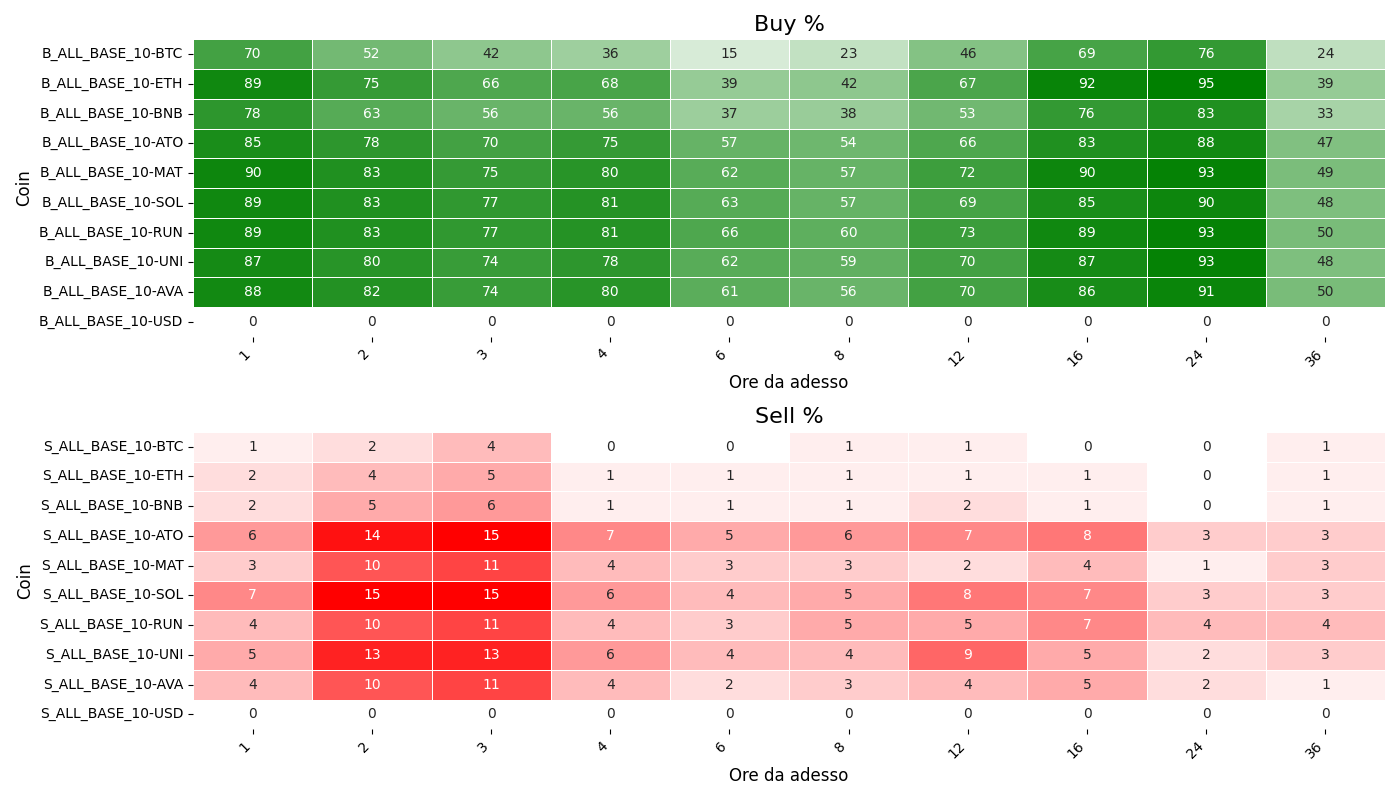 Buy %
B_ALL_BASE_10-BTC 70 52 42 36 15 23 46 69 76 24
B_ALL_BASE_10-ETH 89 75 66 68 39 42 67 92 95 39
B_ALL_BASE_10-BNB 78 63 56 56 37 38 53 76 83 33
B_ALL_BASE_10-ATO 85 78 70 75 57 54 66 83 88 47
B_ALL_BASE_10-MAT 90 83 75 80 62 57 72 90 93 49
B_ALL_BASE_10-SOL 89 83 77 81 63 57 69 85 90 48
B_ALL_BASE_10-RUN 89 83 77 81 66 60 73 89 93 50
B_ALL_BASE_10-UNI 87 80 74 78 62 59 70 87 93 48
B_ALL_BASE_10-AVA 88 82 74 80 61 56 70 86 91 50
B_ALL_BASE_10-USD 0 0 0 0 0 0 0 0 0 0
Coin
1 2 3 4 6 8 12 16 24 36
Ore da adesso
Sell %
S_ALL_BASE_10-BTC 1 2 4 0 0 1 1 0 0 1
S_ALL_BASE_10-ETH 2 4 5 1 1 1 1 1 0 1
S_ALL_BASE_10-BNB 2 5 6 1 1 1 2 1 0 1
S_ALL_BASE_10-ATO 6 14 15 7 5 6 7 8 3 3
S_ALL_BASE_10-MAT 3 10 11 4 3 3 2 4 1 3
S_ALL_BASE_10-SOL 7 15 15 6 4 5 8 7 3 3
S_ALL_BASE_10-RUN 4 10 11 4 3 5 5 7 4 4
S_ALL_BASE_10-UNI 5 13 13 6 4 4 9 5 2 3
S_ALL_BASE_10-AVA 4 10 11 4 2 3 4 5 2 1
S_ALL_BASE_10-USD 0 0 0 0 0 0 0 0 0 0
Coin
1 2 3 4 6 8 12 16 24 36
Ore da adesso